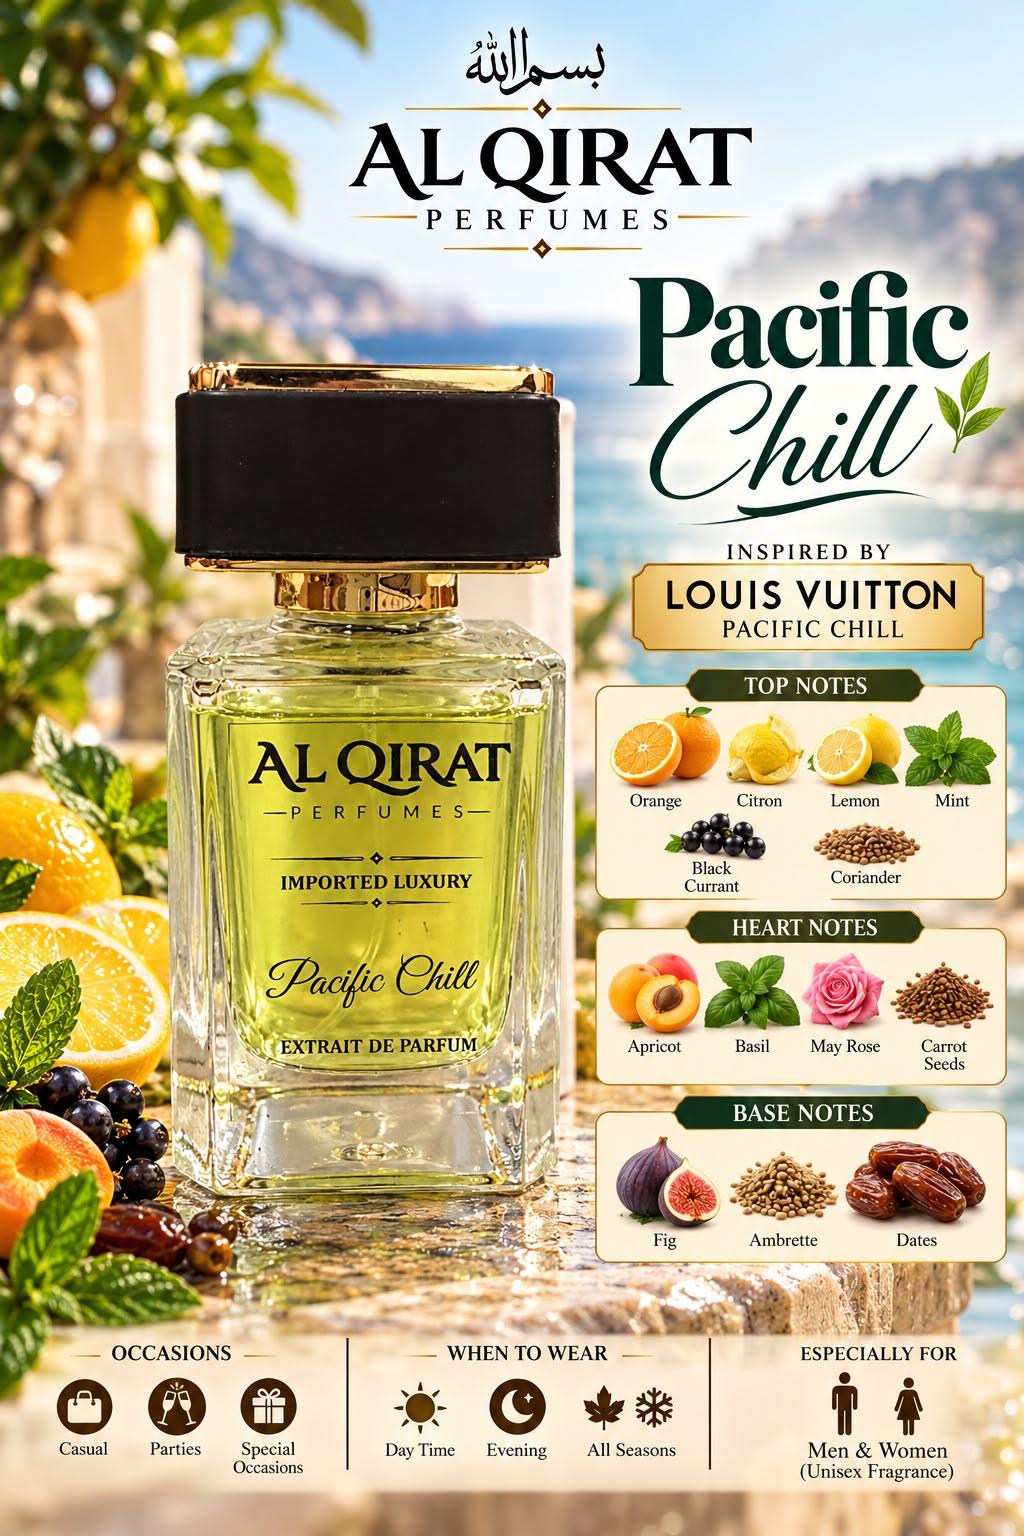 بسم الله
AL QIRAT
PERFUMES
Pacific
Chill
INSPIRED BY
LOUIS VUITTON
PACIFIC CHILL
TOP NOTES
Orange
Citron
Lemon
Mint
Black
Currant
Coriander
HEART NOTES
Apricot
Basil
May Rose
Carrot
Seeds
BASE NOTES
Fig
Ambrette
Dates
AL QIRAT
PERFUMES
IMPORTED LUXURY
Pacific Chill
EXTRAIT DE PARFUM
OCCASIONS
Casual
Parties
Special
Occasions
WHEN TO WEAR
Day Time
Evening
All Seasons
ESPECIALLY FOR
Men & Women
(Unisex Fragrance)